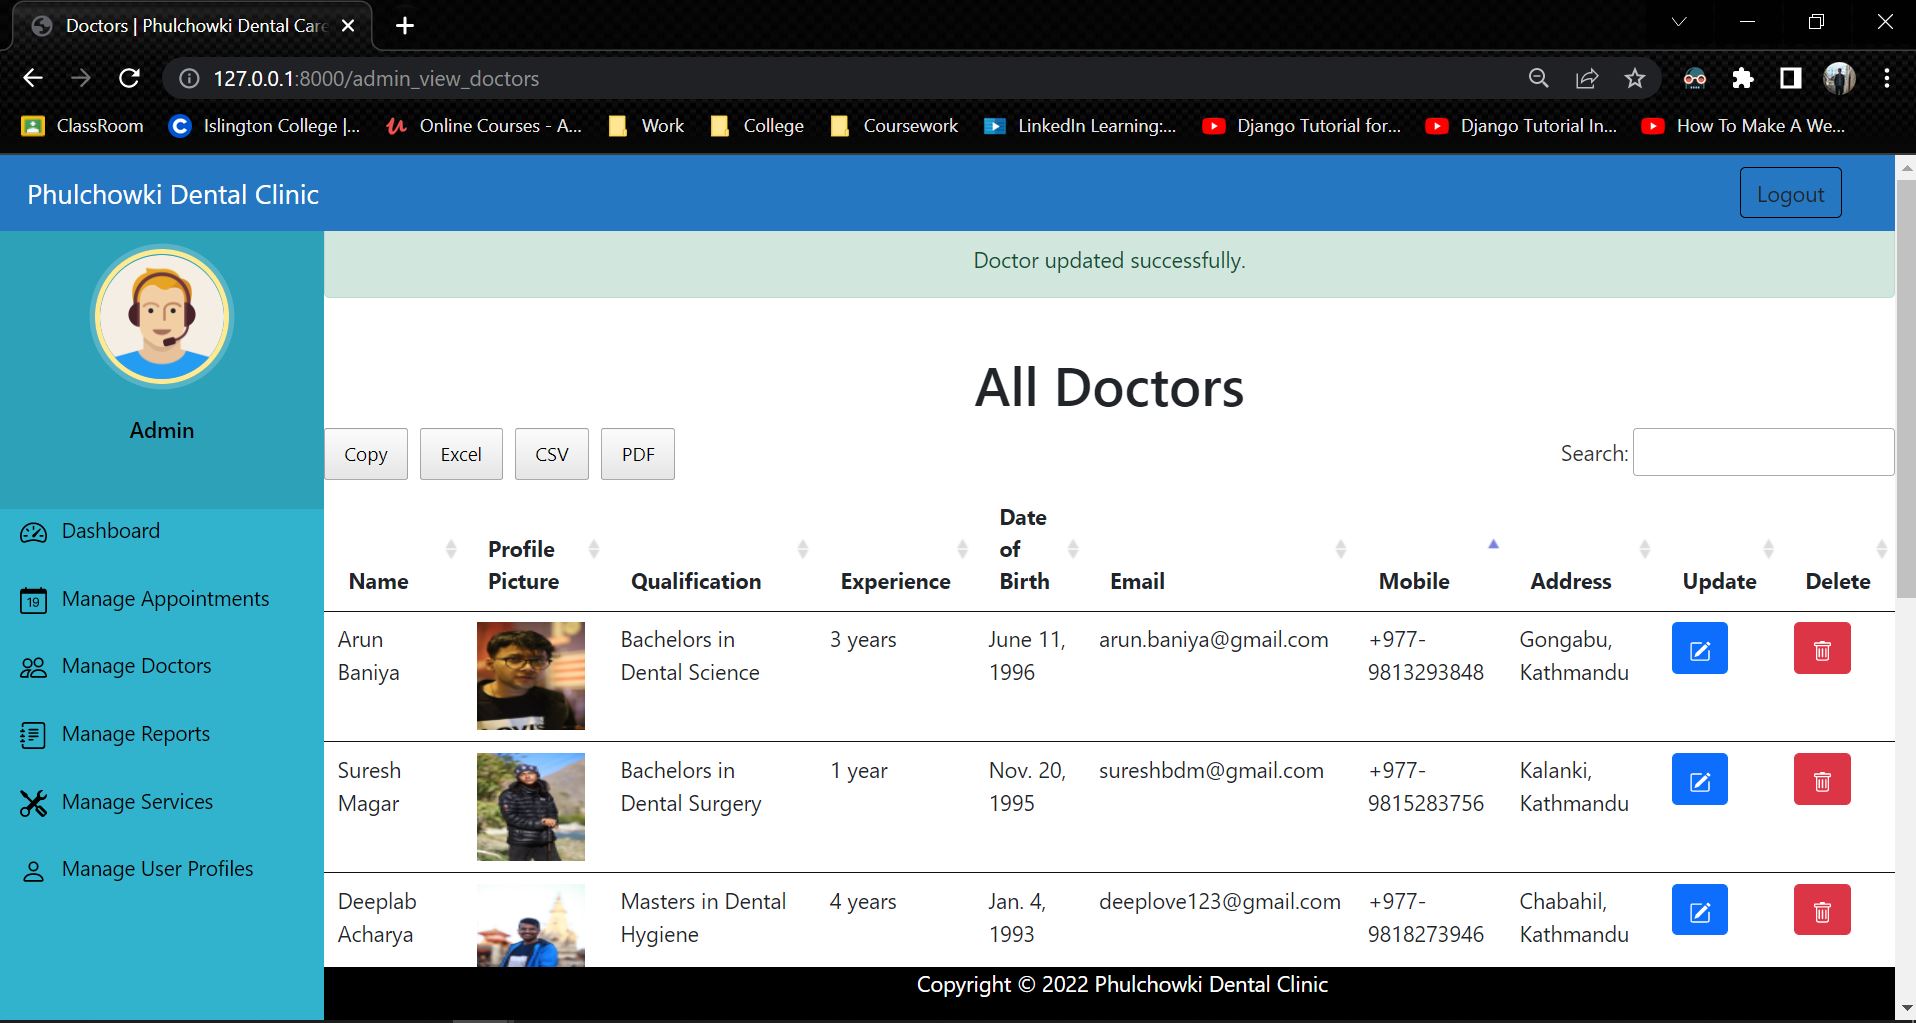 Doctors | Phulchowki Dental Care
127.0.0.1:8000/admin_view_doctors
ClassRoom Islington College |... Online Courses - A... Work College Coursework LinkedIn Learning:... Django Tutorial for... Django Tutorial In... How To Make A We...
Phulchowki Dental Clinic Logout
Doctor updated successfully.
Admin
Dashboard
19 Manage Appointments
Manage Doctors
Manage Reports
Manage Services
Manage User Profiles
All Doctors
Copy Excel CSV PDF Search:
Name Profile Picture Qualification Experience Date of Birth Email Mobile Address Update Delete
Arun Bachelors in 3 years June 11, arun.baniya@gmail.com +977- Gongabu,
Baniya Dental Science 1996 9813293848 Kathmandu
Suresh Bachelors in 1 year Nov. 20, sureshbdm@gmail.com +977- Kalanki,
Magar Dental Surgery 1995 9815283756 Kathmandu
Deeplab Masters in Dental 4 years Jan. 4, deeplove123@gmail.com +977- Chabahil,
Acharya Hygiene 1993 9818273946 Kathmandu
Copyright © 2022 Phulchowki Dental Clinic